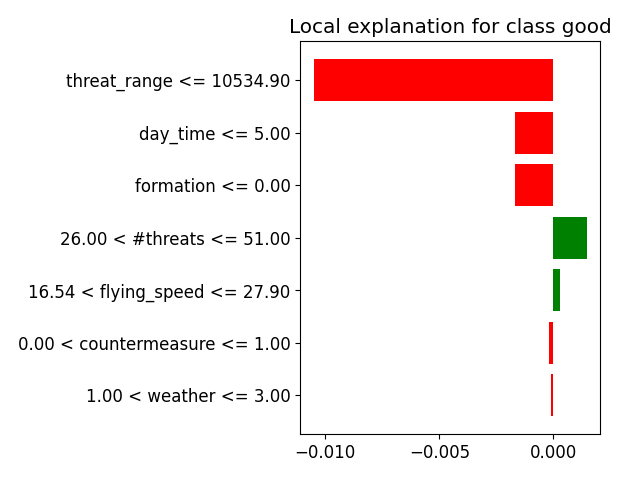 Local explanation for class good
threat_range <= 10534.90
day_time <= 5.00
formation <= 0.00
26.00 < #threats <= 51.00
16.54 < flying_speed <= 27.90
0.00 < countermeasure <= 1.00
1.00 < weather <= 3.00
−0.010 −0.005 0.000